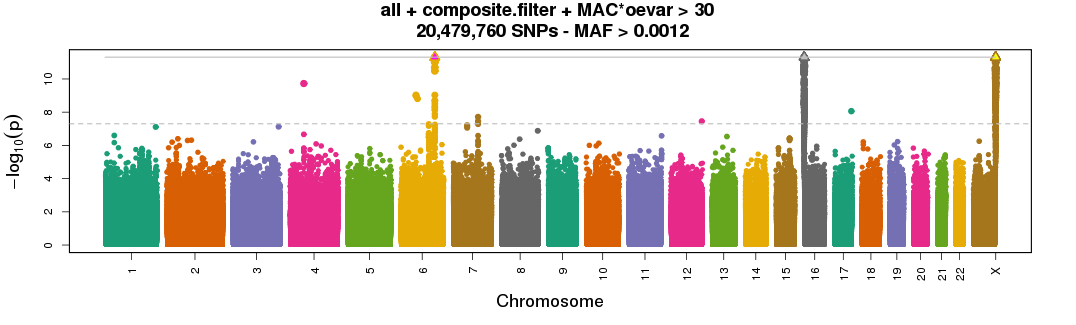 all + composite.filter + MAC*oevar > 30
20,479,760 SNPs - MAF > 0.0012
−log10(p)
10
8
6
4
2
0
1 2 3 4 5 6 7 8 9 10 11 12 13 14 15 16 17 18 19 20 21 22 X
Chromosome